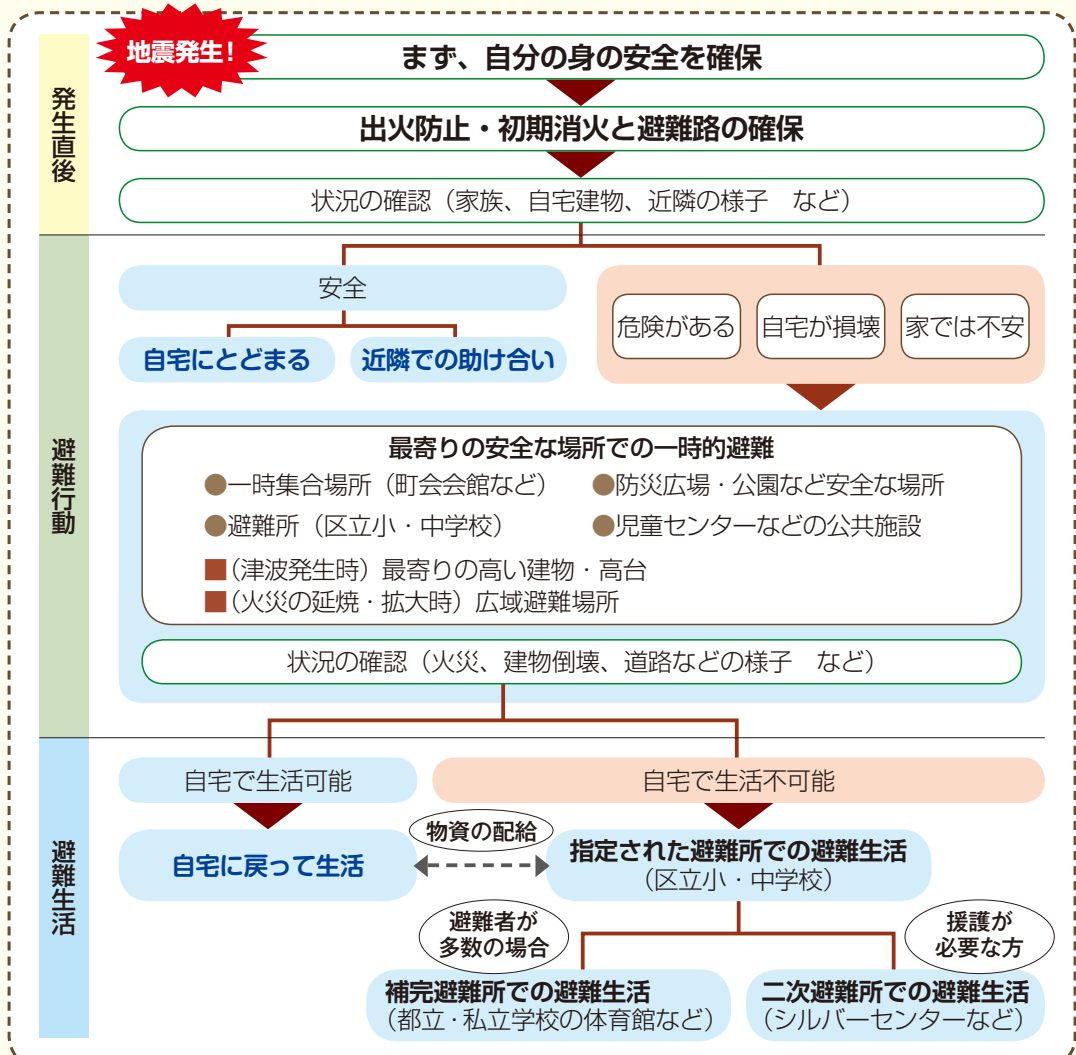 地震発生！
まず、自分の身の安全を確保
発生直後
出火防止・初期消火と避難路の確保
状況の確認（家族、自宅建物、近隣の様子　など）
避難行動
安全
自宅にとどまる
近隣での助け合い
危険がある
自宅が損壊
家では不安
最寄りの安全な場所での一時的避難
●一時集合場所（町会会館など）
●防災広場・公園など安全な場所
●避難所（区立小・中学校）
●児童センターなどの公共施設
■（津波発生時）最寄りの高い建物・高台
■（火災の延焼・拡大時）広域避難場所
状況の確認（火災、建物倒壊、道路などの様子　など）
避難生活
自宅で生活可能
自宅で生活不可能
自宅に戻って生活
物資の配給
指定された避難所での避難生活
（区立小・中学校）
避難者が
多数の場合
援護が
必要な方
補完避難所での避難生活
（都立・私立学校の体育館など）
二次避難所での避難生活
（シルバーセンターなど）